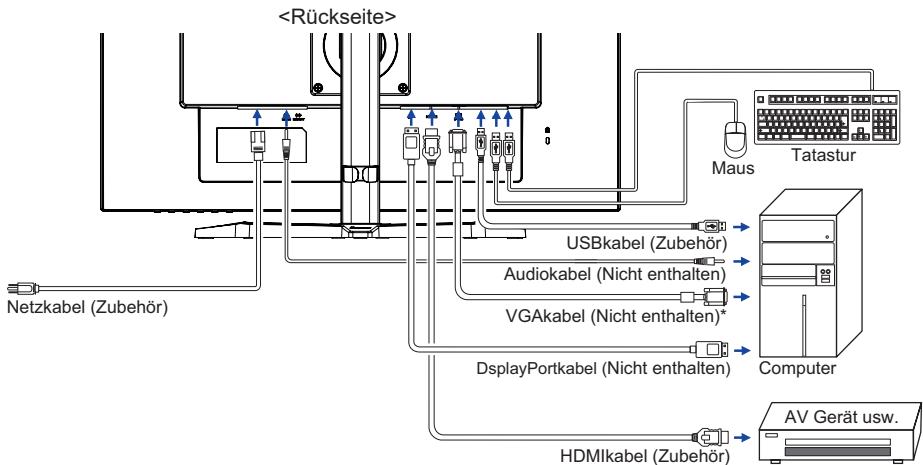 <Rückseite>
Maus
Tatastur
USBkabel (Zubehör)
Audiokabel (Nicht enthalten)
Netzkabel (Zubehör)
VGAkabel (Nicht enthalten)*
DsplayPortkabel (Nicht enthalten)
Computer
AV Gerät usw.
HDMIkabel (Zubehör)